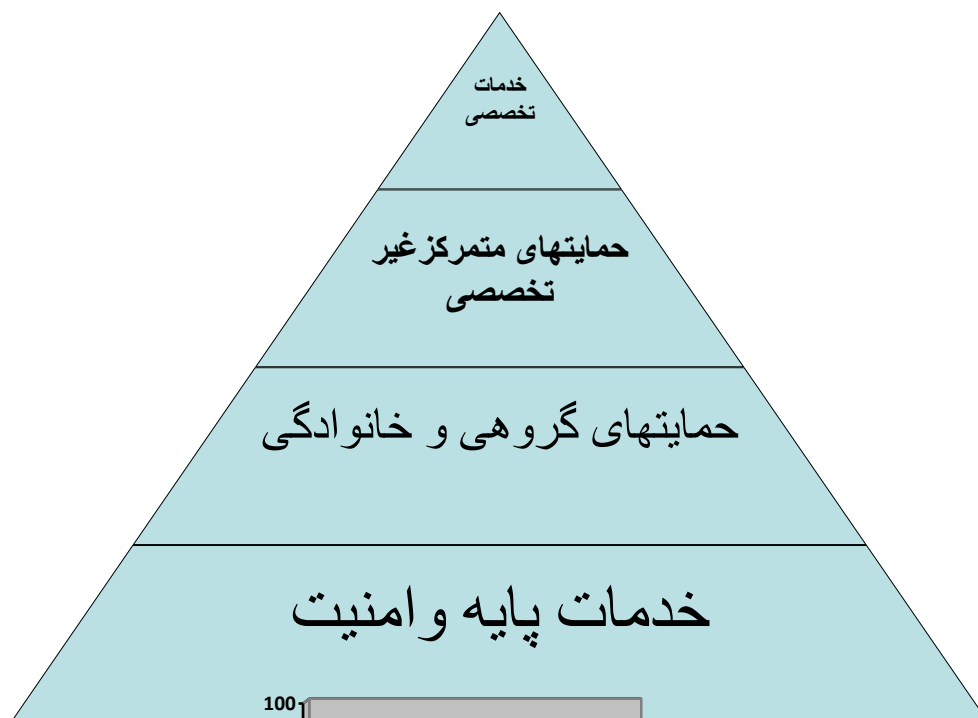 خدمات
تخصصی
حمایتهای متمرکزغیر
تخصصی
حمایتهای گروهی و خانوادگی
خدمات پایه وامنیت
100